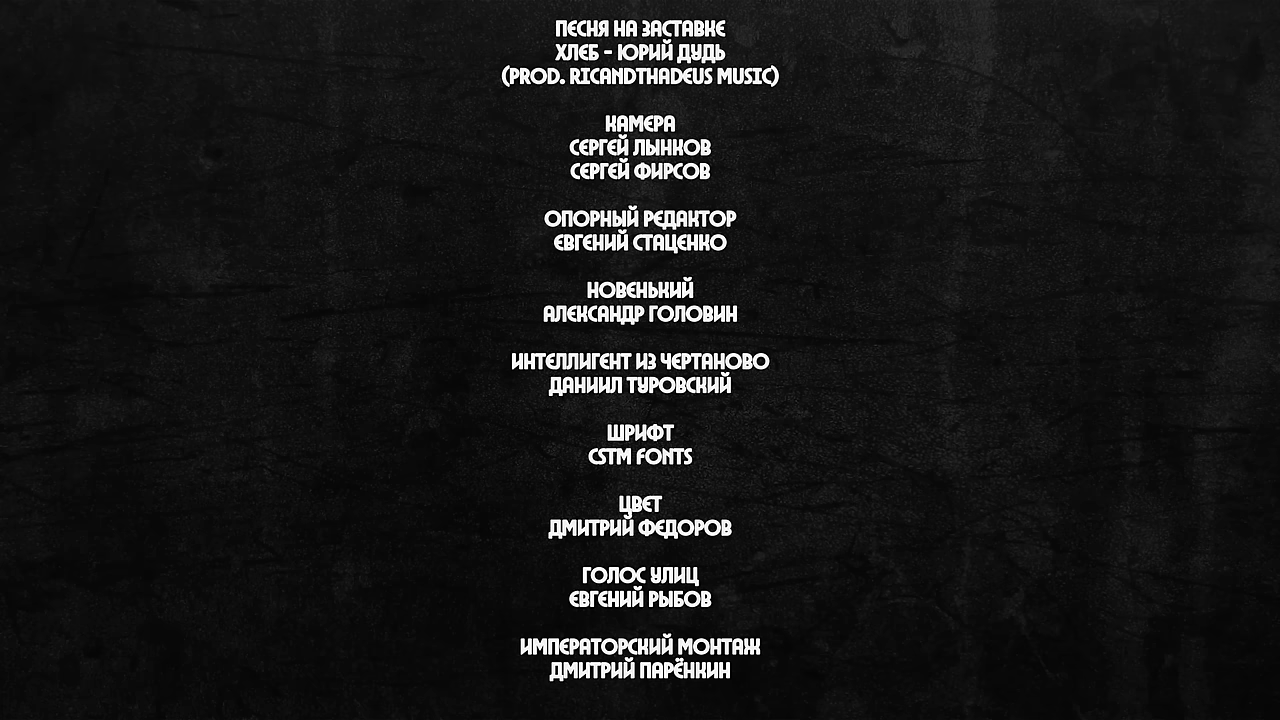 ПЕСНЯ НА ЗАСТАВКЕ
ХЛЕБ - ЮРИЙ ДУДЬ
(PROD. RICANDTHADEUS MUSIC)
КАМЕРА
СЕРГЕЙ ЛЫНКОВ
СЕРГЕЙ ФИРСОВ
ОПОРНЫЙ РЕДАКТОР
ЕВГЕНИЙ СТАЦЕНКО
НОВЕНЬКИЙ
АЛЕКСАНДР ГОЛОВИН
ИНТЕЛЛИГЕНТ ИЗ ЧЕРТАНОВО
ДАНИИЛ ТУРОВСКИЙ
ШРИФТ
CSTM FONTS
ЦВЕТ
ДМИТРИЙ ФЕДОРОВ
ГОЛОС УЛИЦ
ЕВГЕНИЙ РЫБОВ
ИМПЕРАТОРСКИЙ МОНТАЖ
ДМИТРИЙ ПАРЁНКИН